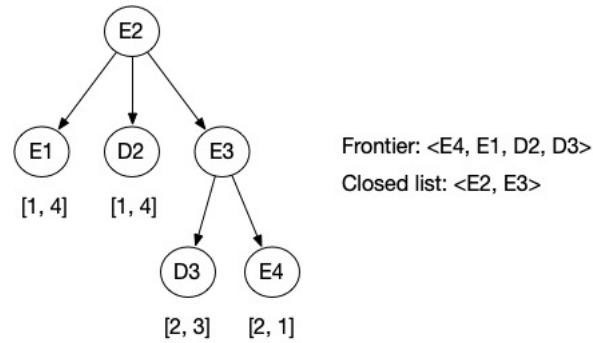 E2
E1
D2
E3
Frontier: <E4, E1, D2, D3>
Closed list: <E2, E3>
[1, 4]
[1, 4]
D3
E4
[2, 3]
[2, 1]